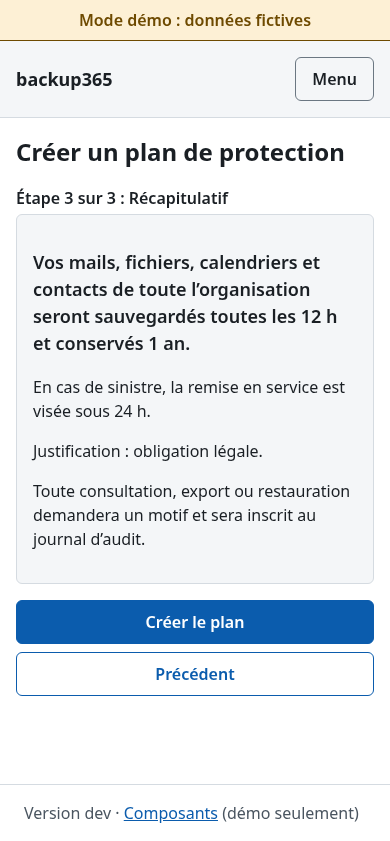 Mode démo : données fictives
backup365
Menu
Créer un plan de protection
Étape 3 sur 3 : Récapitulatif
Vos mails, fichiers, calendriers et
contacts de toute l’organisation
seront sauvegardés toutes les 12 h
et conservés 1 an.
En cas de sinistre, la remise en service est
visée sous 24 h.
Justification : obligation légale.
Toute consultation, export ou restauration
demandera un motif et sera inscrit au
journal d’audit.
Créer le plan
Précédent
Version dev · Composants (démo seulement)